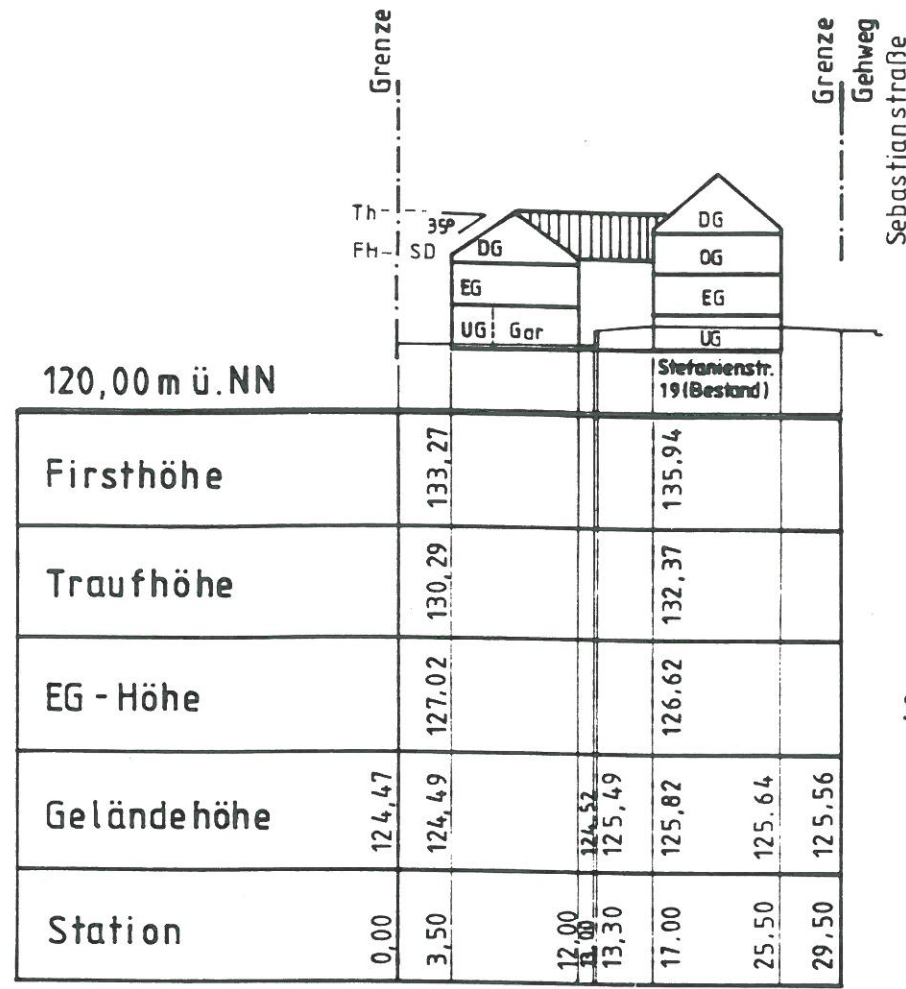 Grenze
Grenze
Gehweg
Sebastianstraße
Th
35°
Fh
SD
DG
EG
UG
Gar
DG
OG
EG
UG
Stefanienstr.
19 (Bestand)
120,00 m ü. NN
Firsthöhe 133,27 135.94
Traufhöhe 130,29 132,37
EG - Höhe 127.02 126.62
Geländehöhe 124,47 124,49 124.52 125,49 125,82 125.64 125.56
Station 0,00 3,50 12,00 13,00 13,30 17.00 25,50 29,50